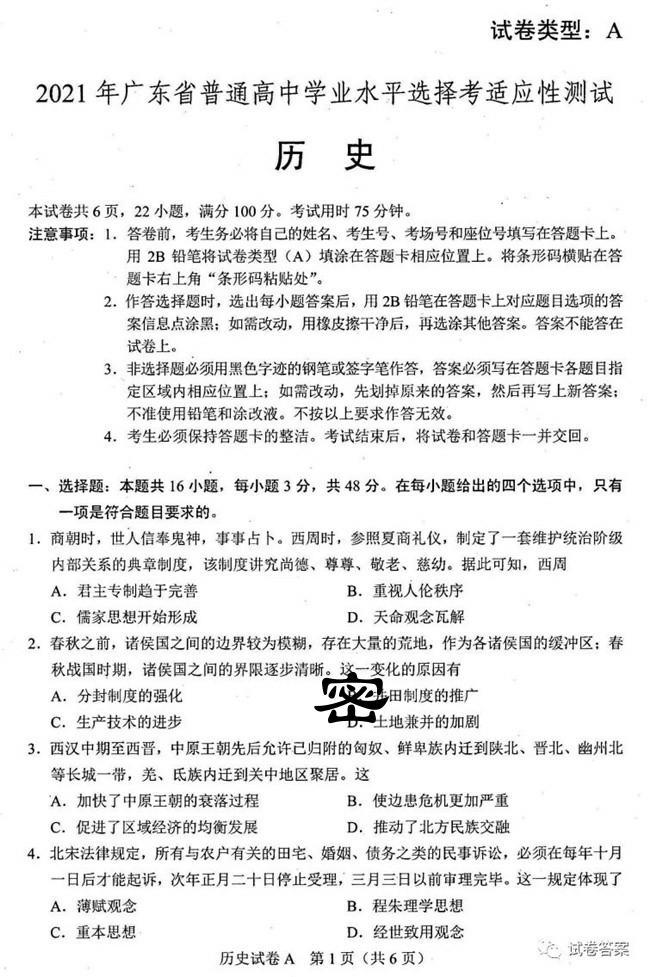 试卷类型：A
2021 年广东省普通高中学业水平选择考适应性测试
历 史
本试卷共 6 页，22 小题，满分 100 分。考试用时 75 分钟。
注意事项：1．答卷前，考生务必将自己的姓名、考生号、考场号和座位号填写在答题卡上。
用 2B 铅笔将试卷类型（A）填涂在答题卡相应位置上。将条形码横贴在答
题卡右上角“条形码粘贴处”。
2．作答选择题时，选出每小题答案后，用 2B 铅笔在答题卡上对应题目选项的答
案信息点涂黑；如需改动，用橡皮擦干净后，再选涂其他答案。答案不能答在
试卷上。
3．非选择题必须用黑色字迹的钢笔或签字笔作答，答案必须写在答题卡各题目指
定区域内相应位置上；如需改动，先划掉原来的答案，然后再写上新答案；
不准使用铅笔和涂改液。不按以上要求作答无效。
4．考生必须保持答题卡的整洁。考试结束后，将试卷和答题卡一并交回。
一、选择题：本题共 16 小题，每小题 3 分，共 48 分。在每小题给出的四个选项中，只有
一项是符合题目要求的。
1．商朝时，世人信奉鬼神，事事占卜。西周时，参照夏商礼仪，制定了一套维护统治阶级
内部关系的典章制度，该制度讲究尚德、尊尊、敬老、慈幼。据此可知，西周
A．君主专制趋于完善 B．重视人伦秩序
C．儒家思想开始形成 D．天命观念瓦解
2．春秋之前，诸侯国之间的边界较为模糊，存在大量的荒地，作为各诸侯国的缓冲区；春
秋战国时期，诸侯国之间的界限逐步清晰。这一变化的原因有
A．分封制度的强化 田制度的推广
C．生产技术的进步 D．土地兼并的加剧
密
3．西汉中期至西晋，中原王朝先后允许已归附的匈奴、鲜卑族内迁到陕北、晋北、幽州北
等长城一带，羌、氐族内迁到关中地区聚居。这
A．加快了中原王朝的衰落过程 B．使边患危机更加严重
C．促进了区域经济的均衡发展 D．推动了北方民族交融
4．北宋法律规定，所有与农户有关的田宅、婚姻、债务之类的民事诉讼，必须在每年十月
一日后才能起诉，次年正月二十日停止受理，三月三日以前审理完毕。这一规定体现了
A．薄赋观念 B．程朱理学思想
C．重本思想 D．经世致用观念
历史试卷 A 第 1 页（共 6 页）
试卷答案